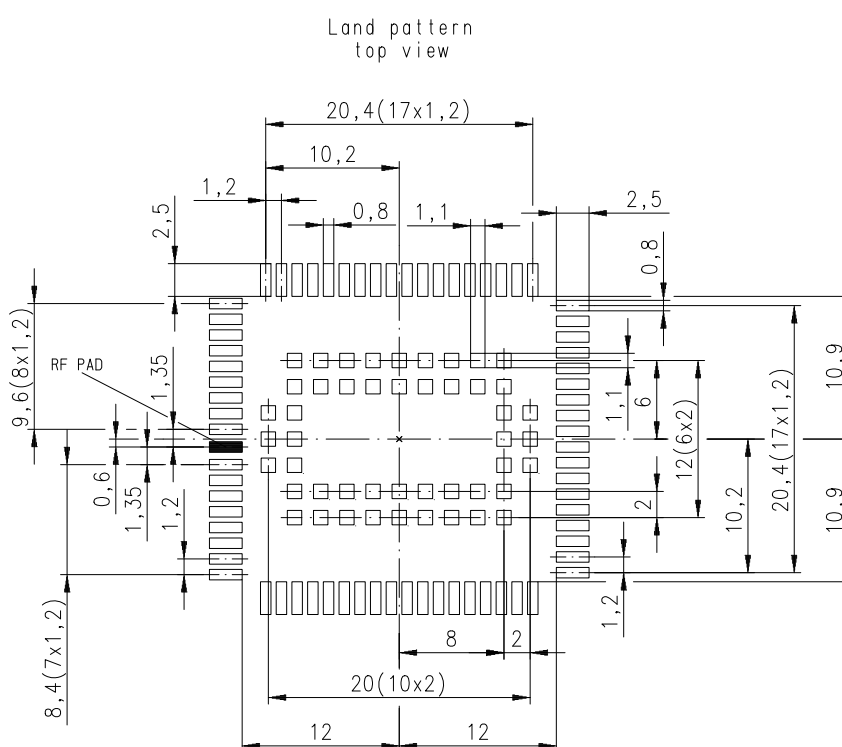 Land pattern
top view
20,4(17x1,2)
10,2
1,2
0,8
1,1
2,5
2,5
0,8
9,6(8x1,2)
RF PAD
1,35
1,1
6
12(6x2)
20,4(17x1,2)
10,9
0,6
1,35
1,2
2
10,2
10,9
1,2
8,4(7x1,2)
8
2
20(10x2)
12
12